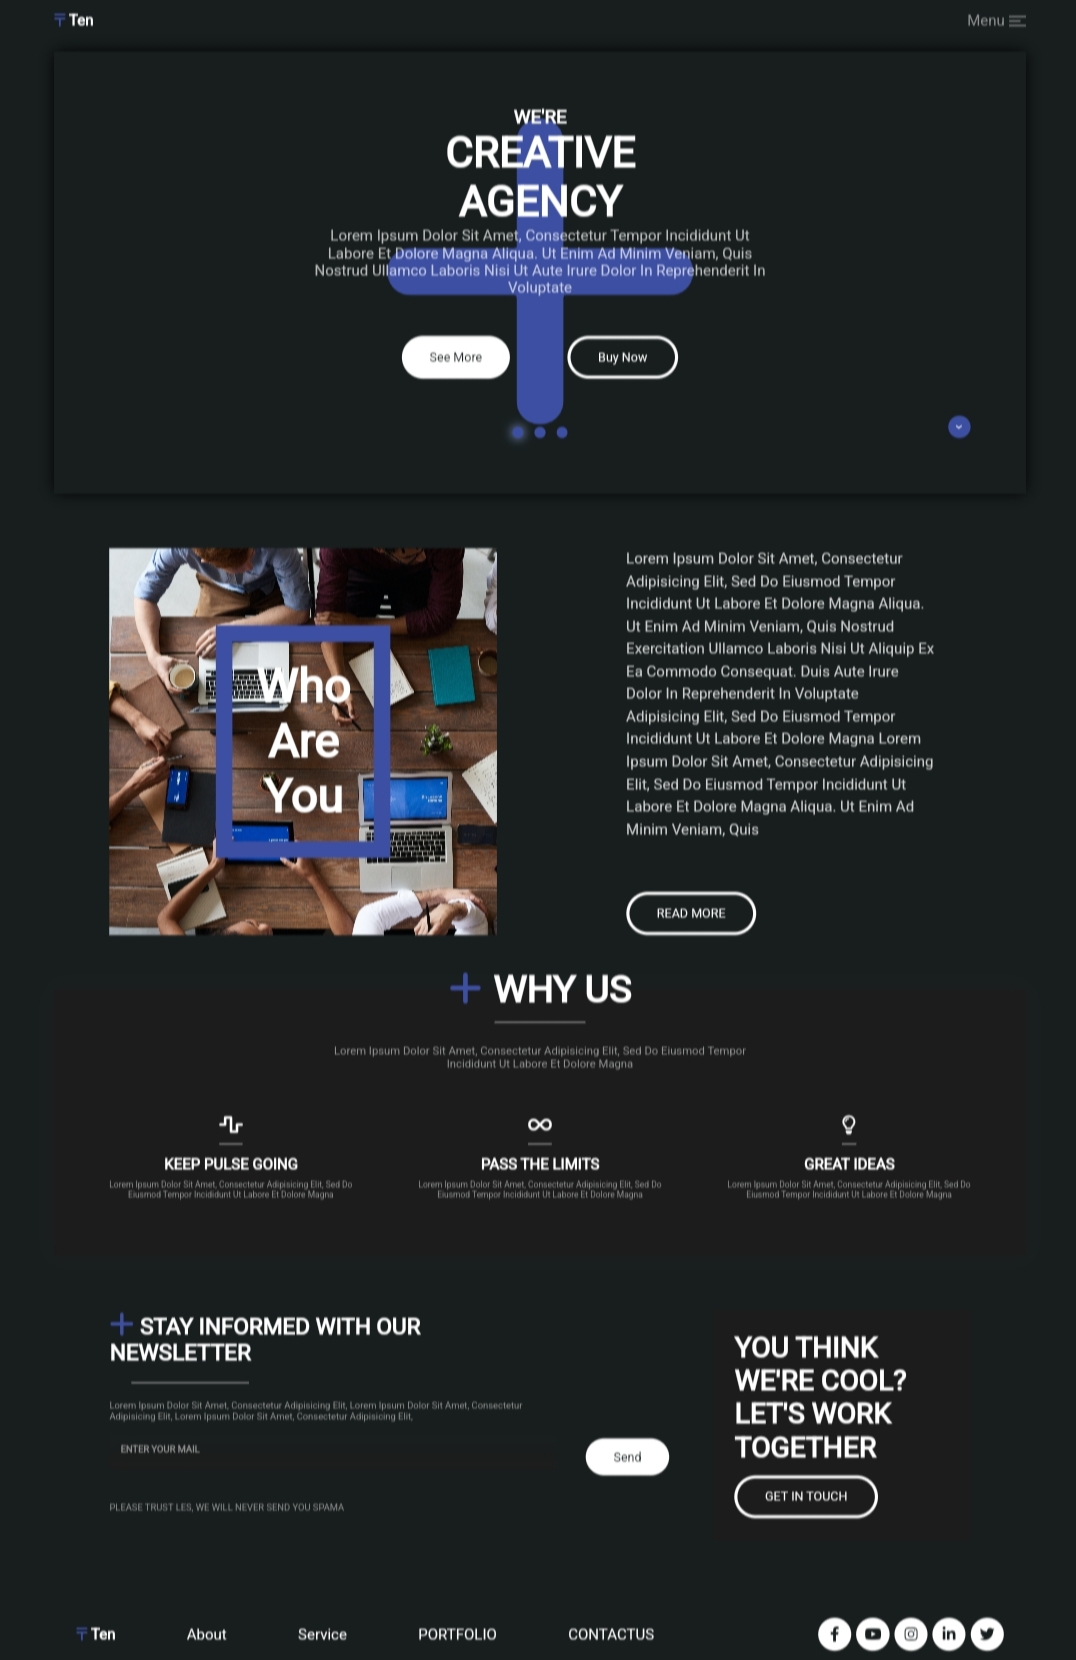 Ten
Menu
WE'RE
CREATIVE
AGENCY
Lorem Ipsum Dolor Sit Amet, Consectetur Tempor Incididunt Ut
Labore Et Dolore Magna Aliqua. Ut Enim Ad Minim Veniam, Quis
Nostrud Ullamco Laboris Nisi Ut Aute Irure Dolor In Reprehenderit In
Voluptate
See More
Buy Now
Who
Are
You
Lorem Ipsum Dolor Sit Amet, Consectetur
Adipisicing Elit, Sed Do Eiusmod Tempor
Incididunt Ut Labore Et Dolore Magna Aliqua.
Ut Enim Ad Minim Veniam, Quis Nostrud
Exercitation Ullamco Laboris Nisi Ut Aliquip Ex
Ea Commodo Consequat. Duis Aute Irure
Dolor In Reprehenderit In Voluptate
Adipisicing Elit, Sed Do Eiusmod Tempor
Incididunt Ut Labore Et Dolore Magna Lorem
Ipsum Dolor Sit Amet, Consectetur Adipisicing
Elit, Sed Do Eiusmod Tempor Incididunt Ut
Labore Et Dolore Magna Aliqua. Ut Enim Ad
Minim Veniam, Quis
READ MORE
WHY US
Lorem Ipsum Dolor Sit Amet, Consectetur Adipisicing Elit, Sed Do Eiusmod Tempor
Incididunt Ut Labore Et Dolore Magna
KEEP PULSE GOING
Lorem Ipsum Dolor Sit Amet, Consectetur Adipisicing Elit, Sed Do
Eiusmod Tempor Incididunt Ut Labore Et Dolore Magna
PASS THE LIMITS
Lorem Ipsum Dolor Sit Amet, Consectetur Adipisicing Elit, Sed Do
Eiusmod Tempor Incididunt Ut Labore Et Dolore Magna
GREAT IDEAS
Lorem Ipsum Dolor Sit Amet, Consectetur Adipisicing Elit, Sed Do
Eiusmod Tempor Incididunt Ut Labore Et Dolore Magna
STAY INFORMED WITH OUR
NEWSLETTER
Lorem Ipsum Dolor Sit Amet, Consectetur Adipisicing Elit, Lorem Ipsum Dolor Sit Amet, Consectetur
Adipisicing Elit, Lorem Ipsum Dolor Sit Amet, Consectetur Adipisicing Elit,
ENTER YOUR MAIL
Send
PLEASE TRUST LES, WE WILL NEVER SEND YOU SPAMA
YOU THINK
WE'RE COOL?
LET'S WORK
TOGETHER
GET IN TOUCH
Ten
About
Service
PORTFOLIO
CONTACTUS